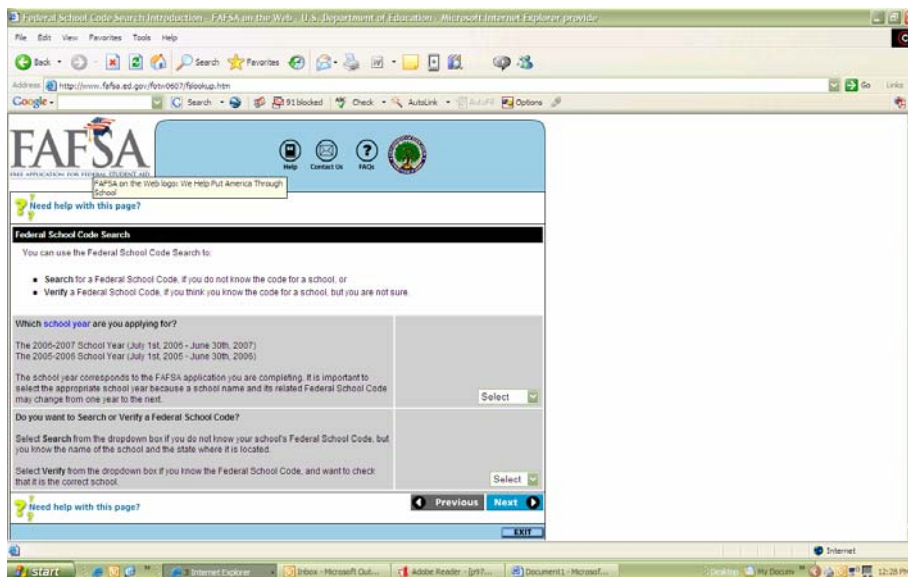 Federal School Code Search Introduction - FAFSA on the Web - U.S. Department of Education - Microsoft Internet Explorer provide
File Edit View Favorites Tools Help
Back Search Favorites
Address http://www.fafsa.ed.gov/fotw0607/fslookup.htm Go Links
Google Search 91 blocked Check AutoLink AutoFill Options
FAFSA
FREE APPLICATION FOR FEDERAL STUDENT AID
Help Contact Us FAQs
FAFSA on the Web logo: We Help Put America Through
School
Need help with this page?
Federal School Code Search
You can use the Federal School Code Search to:
Search for a Federal School Code, if you do not know the code for a school, or
Verify a Federal School Code, if you think you know the code for a school, but you are not sure.
Which school year are you applying for?
The 2006-2007 School Year (July 1st, 2006 - June 30th, 2007)
The 2005-2006 School Year (July 1st, 2005 - June 30th, 2006)
The school year corresponds to the FAFSA application you are completing. It is important to
select the appropriate school year because a school name and its related Federal School Code
may change from one year to the next.
Select
Do you want to Search or Verify a Federal School Code?
Select Search from the dropdown box if you do not know your school's Federal School Code, but
you know the name of the school and the state where it is located.
Select Verify from the dropdown box if you know the Federal School Code, and want to check
that it is the correct school.
Select
Need help with this page?
Previous Next
EXIT
Internet
start 3 Internet Explorer Inbox - Microsoft Out... Adobe Reader - [p97... Document1 - Microsof... Desktop My Docum 12:28 PM